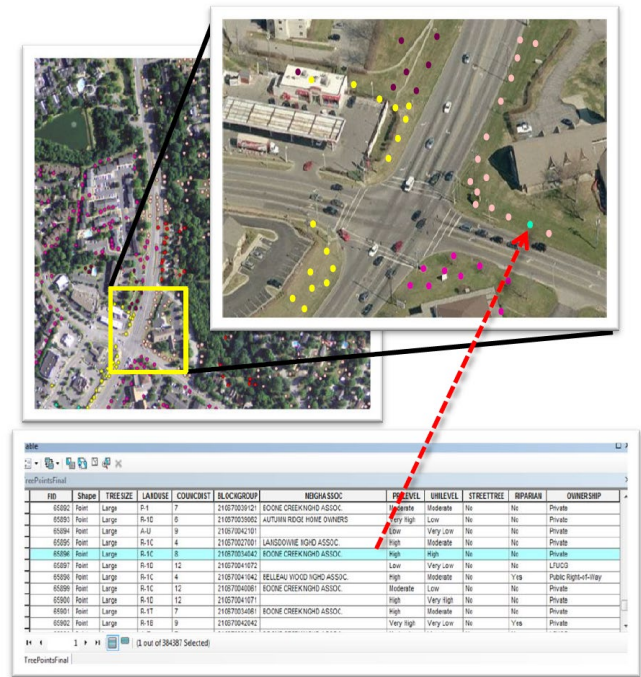 able
TreePointsFinal
FID Shape TREESIZE LANDUSE COUNCDIST BLOCKGROUP NEIGHASSOC PRILEVEL UHILEVEL STREETTREE RIPARIAN OWNERSHIP
65892 Point Large P-1 7 210670039121 BOONE CREEK NGHD ASSOC. Moderate Moderate No No Private
65893 Point Large R-1D 6 210670039082 AUTUMN RIDGE HOME OWNERS Very High Low No No Private
65894 Point Large A-U 9 210670042101 Low Very Low No No Private
65895 Point Large R-1C 4 210670027001 LANSDOWNE NGHD ASSOC. High Moderate No No Private
65896 Point Large R-1C 8 210670034042 BOONE CREEK NGHD ASSOC. High High No No Private
65897 Point Large R-1D 12 210670041072 Low Very Low No No LFUCG
65898 Point Large R-1C 4 210670041042 BELLEAU WOOD NGHD ASSOC. High Moderate No Yes Public Right-of-Way
65899 Point Large R-1C 12 210670040061 BOONE CREEK NGHD ASSOC. Moderate Low No No Private
65900 Point Large R-1D 12 210670041071 High Very High No No Private
65901 Point Large R-1T 7 210670034061 BOONE CREEK NGHD ASSOC. High Moderate No No Private
65902 Point Large R-1B 9 210670042042 Very High Very Low No Yes Private
1 (1 out of 384387 Selected)
TreePointsFinal